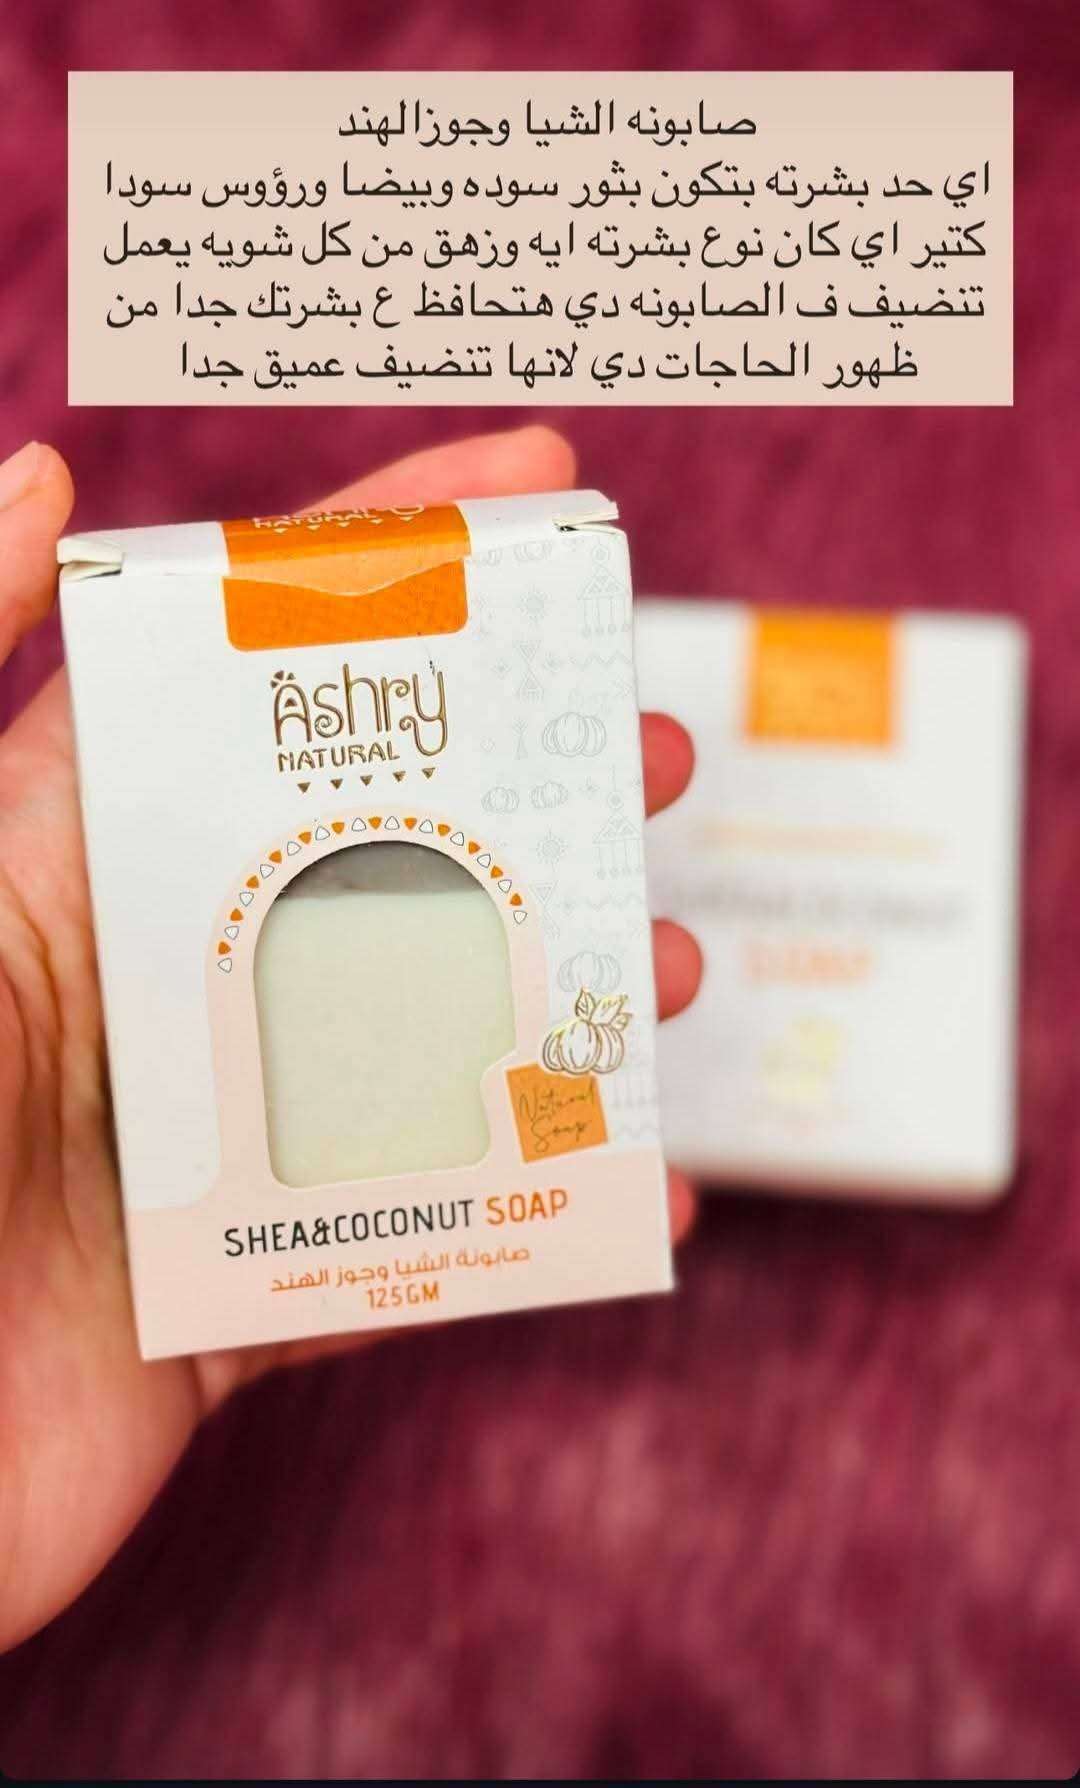 صابونه الشيا وجوزالهند
اي حد بشرته بتكون بثور سوده وبيضا ورؤوس سودا
كتير اي كان نوع بشرته ايه وزهق من كل شويه يعمل
تنضيف ف الصابونه دي هتحافظ ع بشرتك جدا من
ظهور الحاجات دي لانها تنضيف عميق جدا
NATURAL
Ashry
NATURAL
Natural
Soap
SHEA&COCONUT SOAP
صابونة الشيا وجوز الهند
125GM